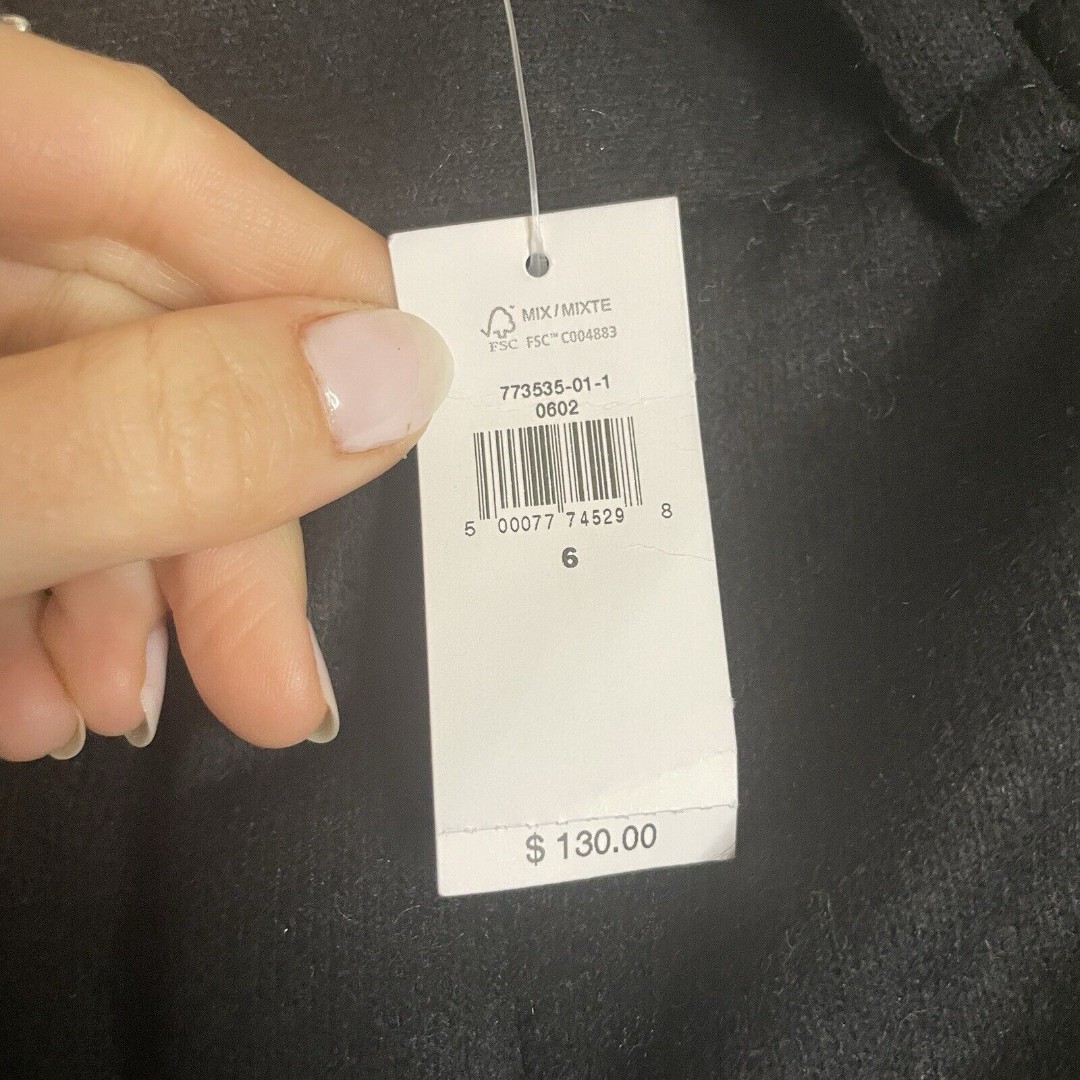 MIX/MIXTE
FSC FSC™ C004883
773535-01-1
0602
5 00077 74529 8
6
$ 130.00